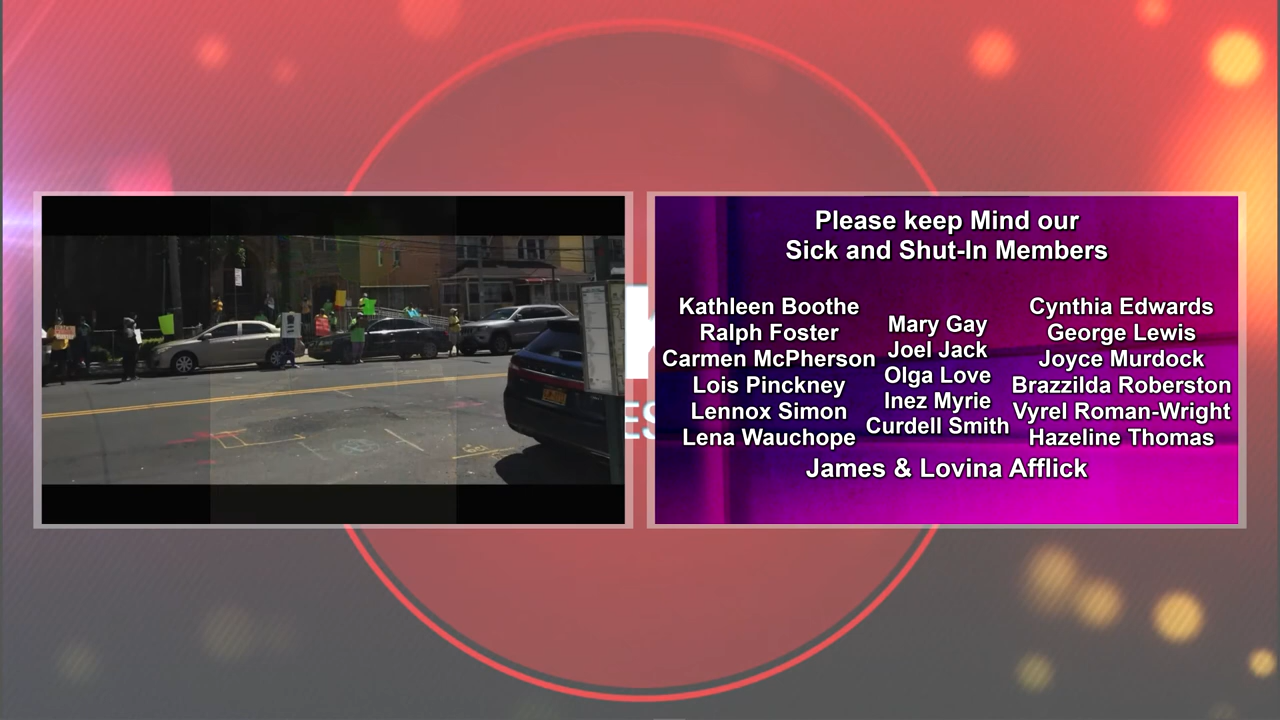 Please keep Mind our
Sick and Shut-In Members
Kathleen Boothe
Ralph Foster
Carmen McPherson
Lois Pinckney
Lennox Simon
Lena Wauchope
Mary Gay
Joel Jack
Olga Love
Inez Myrie
Curdell Smith
Cynthia Edwards
George Lewis
Joyce Murdock
Brazzilda Roberston
Vyrel Roman-Wright
Hazeline Thomas
James & Lovina Afflick